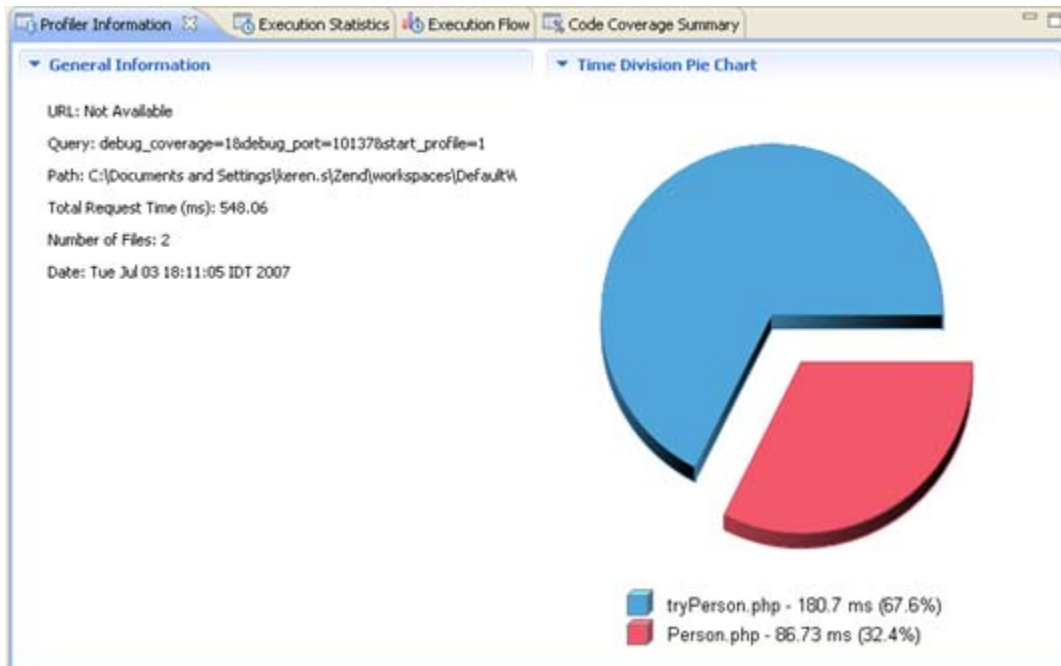 Profiler Information
Execution Statistics
Execution Flow
Code Coverage Summary
General Information
URL: Not Available
Query: debug_coverage=1&debug_port=10137&start_profile=1
Path: C:\Documents and Settings\keren.s\Zend\workspaces\Default
Total Request Time (ms): 548.06
Number of Files: 2
Date: Tue Jul 03 18:11:05 IDT 2007
Time Division Pie Chart
tryPerson.php - 180.7 ms (67.6%)
Person.php - 86.73 ms (32.4%)